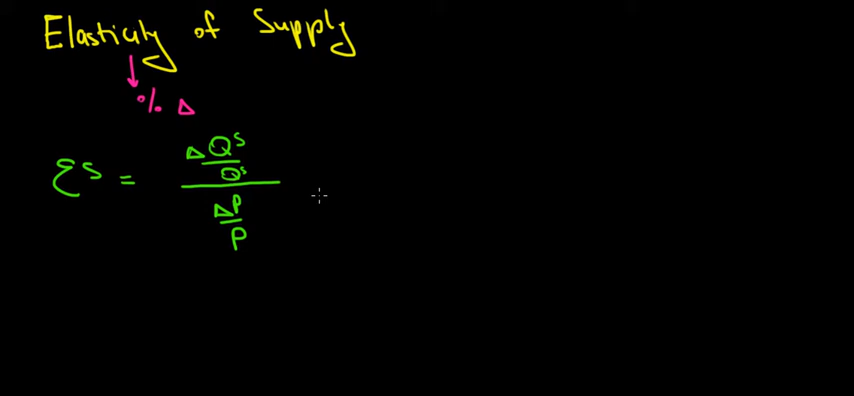 Elasticity of Supply
% Δ
ΔQˢ
εˢ = Qˢ
ΔP
P